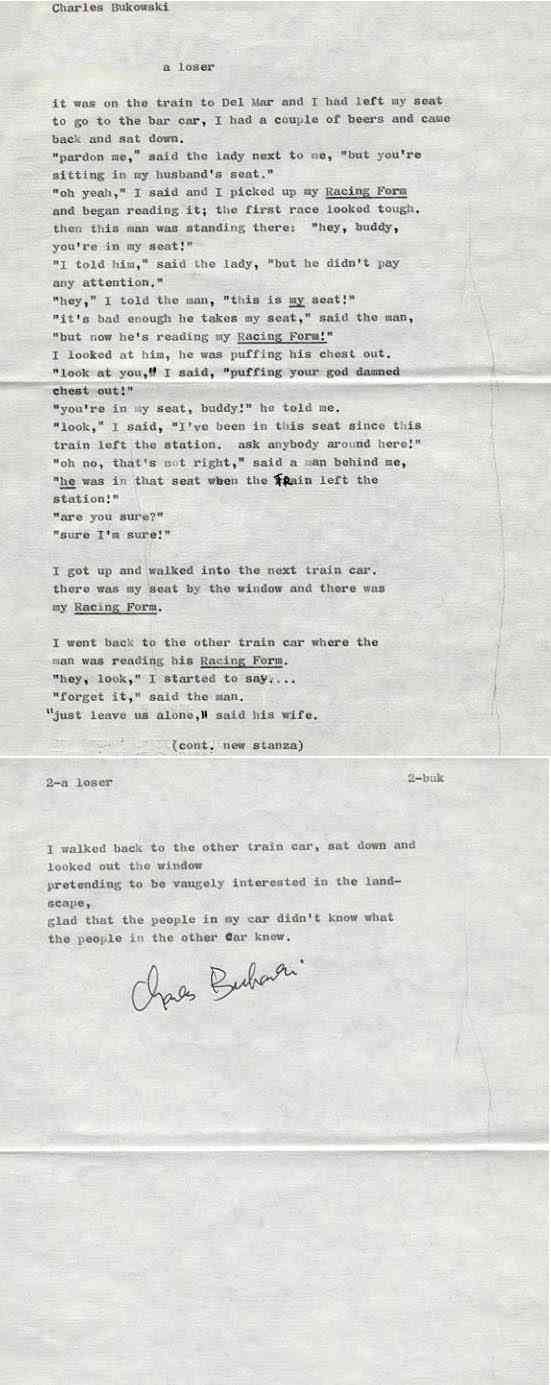 Charles Bukowski
a loser
it was on the train to Del Mar and I had left my seat
to go to the bar car, I had a couple of beers and came
back and sat down.
"pardon me," said the lady next to me, "but you're
sitting in my husband's seat."
"oh yeah," I said and I picked up my Racing Form
and began reading it; the first race looked tough.
then this man was standing there: "hey, buddy,
you're in my seat!"
"I told him," said the lady, "but he didn't pay
any attention."
"hey," I told the man, "this is my seat!"
"it's bad enough he takes my seat," said the man,
"but now he's reading my Racing Form!"
I looked at him, he was puffing his chest out.
"look at you," I said, "puffing your god damned
chest out!"
"you're in my seat, buddy!" he told me.
"look," I said, "I've been in this seat since this
train left the station. ask anybody around here!"
"oh no, that's not right," said a man behind me,
"he was in that seat when the TRain left the
station!"
"are you sure?"
"sure I'm sure!"
I got up and walked into the next train car.
there was my seat by the window and there was
my Racing Form.
I went back to the other train car where the
man was reading his Racing Form.
"hey, look," I started to say....
"forget it," said the man.
"just leave us alone," said his wife.
(cont. new stanza)
2-a loser 2-buk
I walked back to the other train car, sat down and
looked out the window
pretending to be vaugely interested in the land-
scape,
glad that the people in my car didn't know what
the people in the other Car knew.
Charles Bukowski